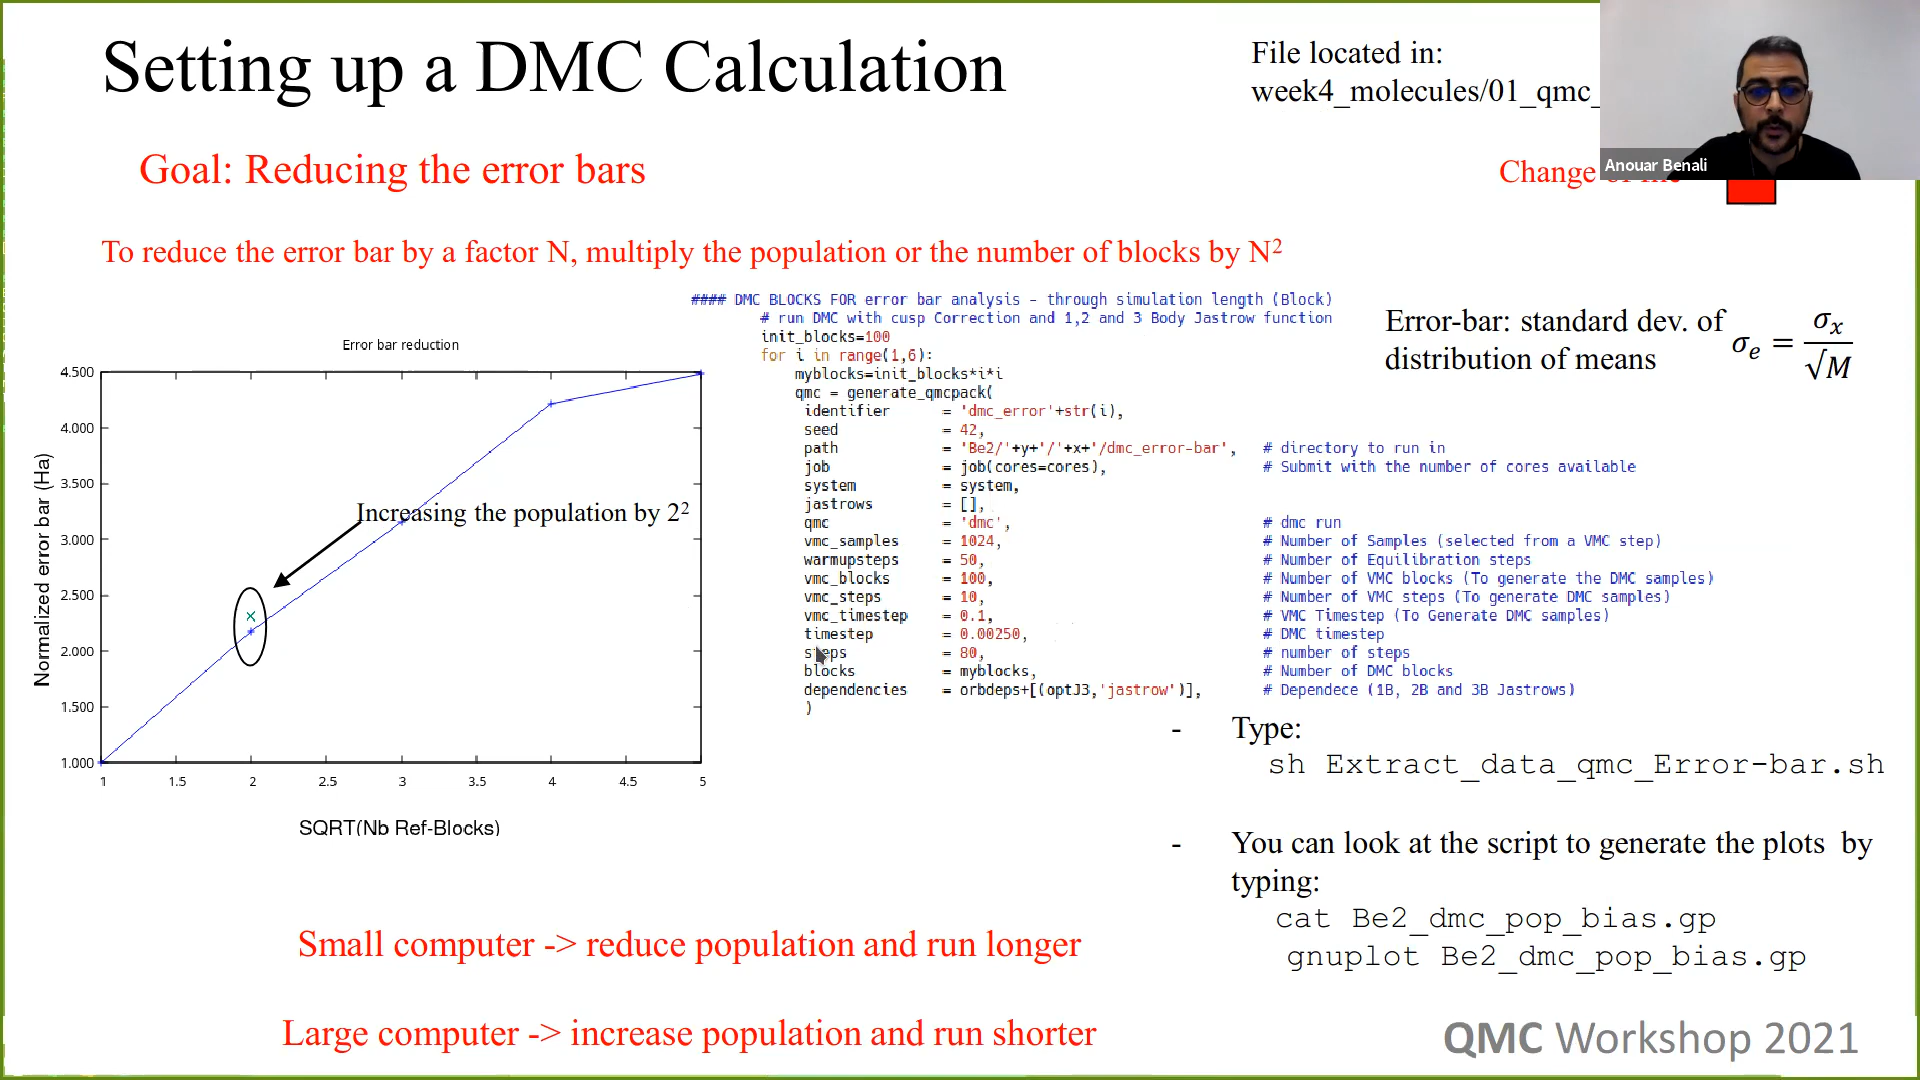 Setting up a DMC Calculation
File located in:
week4_molecules/01_qmc_
Anouar Benali
Goal: Reducing the error bars
Change
To reduce the error bar by a factor N, multiply the population or the number of blocks by N²
#### DMC BLOCKS FOR error bar analysis - through simulation length (Block)
# run DMC with cusp Correction and 1,2 and 3 Body Jastrow function
init_blocks=100
for i in range(1,6):
myblocks=init_blocks*i*i
qmc = generate_qmcpack(
identifier = 'dmc_error'+str(i),
seed = 42,
path = 'Be2/'+y+'/'+x+'/dmc_error-bar', # directory to run in
job = job(cores=cores), # Submit with the number of cores available
system = system,
jastrows = [],
qmc = 'dmc', # dmc run
vmc_samples = 1024, # Number of Samples (selected from a VMC step)
warmupsteps = 50, # Number of Equilibration steps
vmc_blocks = 100, # Number of VMC blocks (To generate the DMC samples)
vmc_steps = 10, # Number of VMC steps (To generate DMC samples)
vmc_timestep = 0.1, # VMC Timestep (To Generate DMC samples)
timestep = 0.00250, # DMC timestep
steps = 80, # number of steps
blocks = myblocks, # Number of DMC blocks
dependencies = orbdeps+[(optJ3,'jastrow')], # Dependece (1B, 2B and 3B Jastrows)
)
Error-bar: standard dev. of
distribution of means
σₑ = σₓ/√M
Error bar reduction
Normalized error bar (Ha)
4.500
4.000
3.500
3.000
2.500
2.000
1.500
1.000
Increasing the population by 2²
1 1.5 2 2.5 3 3.5 4 4.5 5
SQRT(Nb Ref-Blocks)
- Type:
sh Extract_data_qmc_Error-bar.sh
- You can look at the script to generate the plots by
typing:
cat Be2_dmc_pop_bias.gp
gnuplot Be2_dmc_pop_bias.gp
Small computer -> reduce population and run longer
Large computer -> increase population and run shorter
QMC Workshop 2021